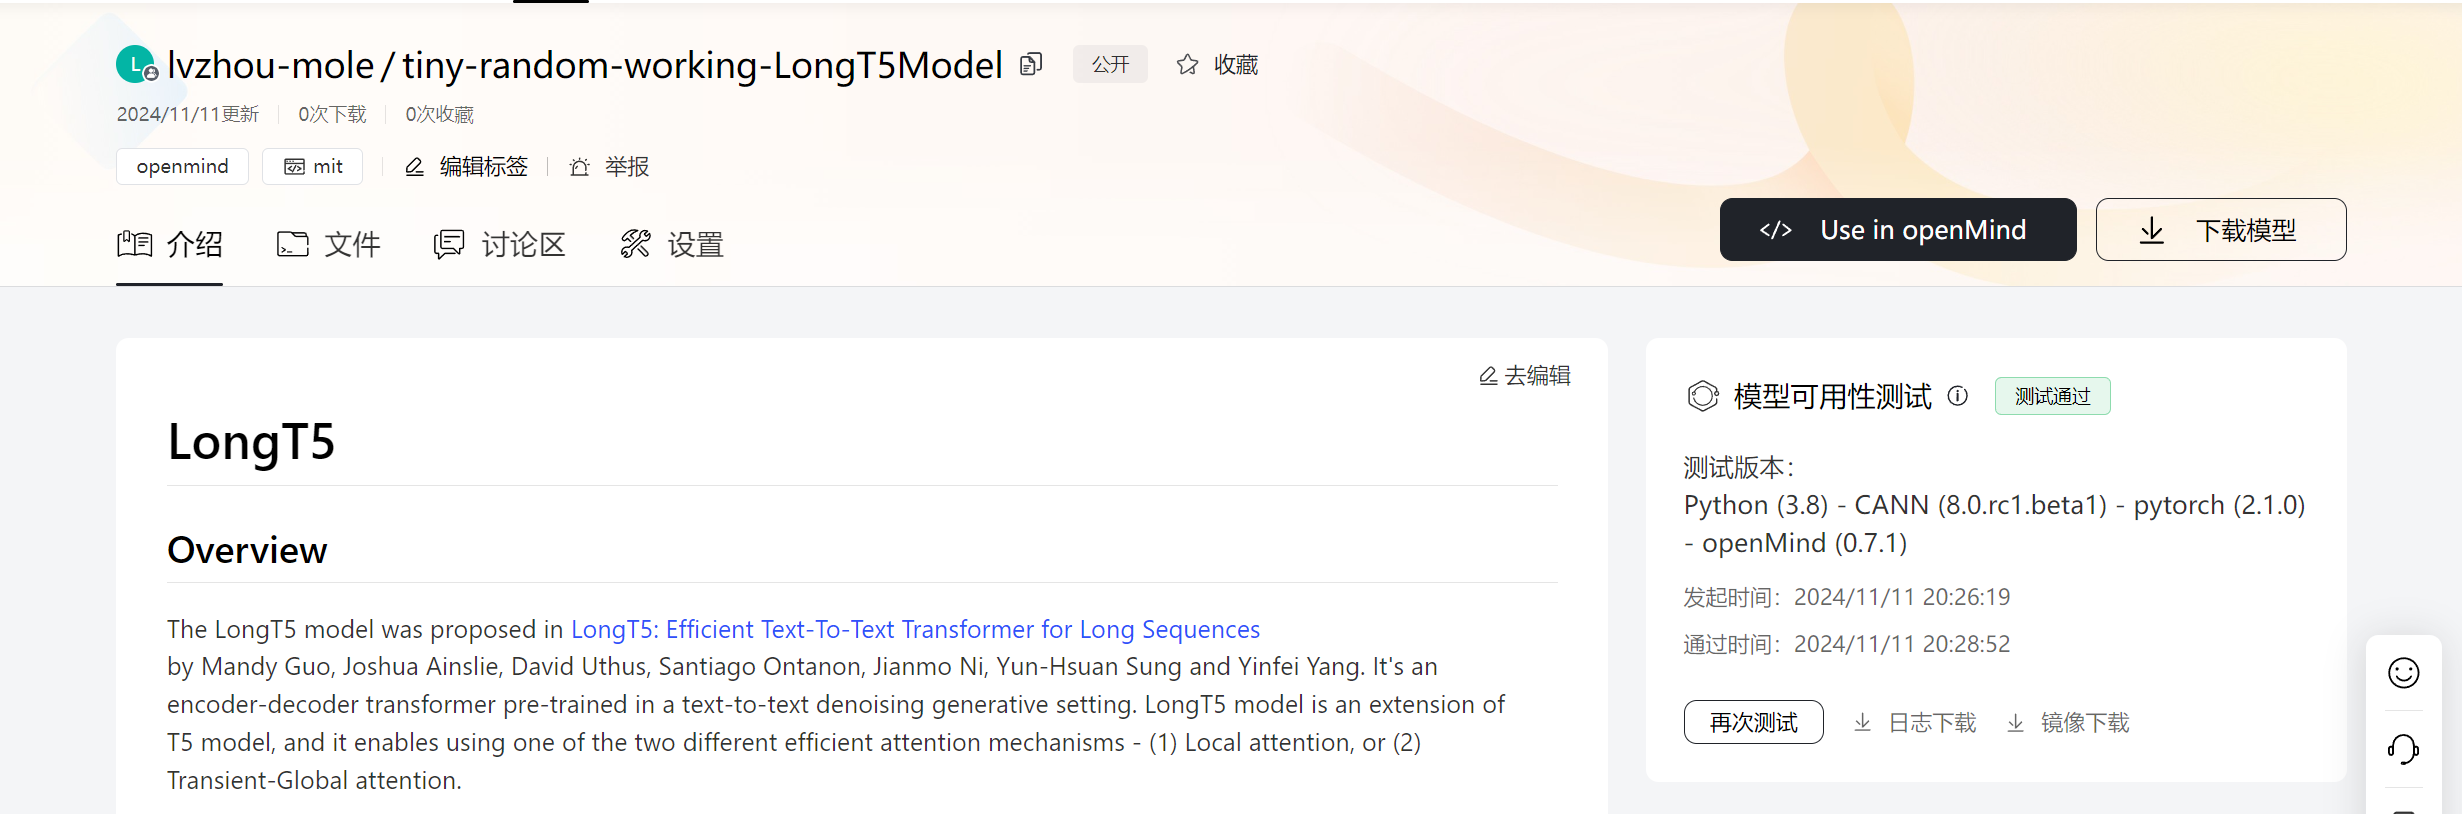 L lvzhou-mole / tiny-random-working-LongT5Model 公开 收藏
2024/11/11更新 0次下载 0次收藏
openmind mit 编辑标签 举报
介绍 文件 讨论区 设置
</> Use in openMind 下载模型
去编辑
LongT5
Overview
The LongT5 model was proposed in LongT5: Efficient Text-To-Text Transformer for Long Sequences
by Mandy Guo, Joshua Ainslie, David Uthus, Santiago Ontanon, Jianmo Ni, Yun-Hsuan Sung and Yinfei Yang. It's an
encoder-decoder transformer pre-trained in a text-to-text denoising generative setting. LongT5 model is an extension of
T5 model, and it enables using one of the two different efficient attention mechanisms - (1) Local attention, or (2)
Transient-Global attention.
模型可用性测试 测试通过
测试版本：
Python (3.8) - CANN (8.0.rc1.beta1) - pytorch (2.1.0)
- openMind (0.7.1)
发起时间：2024/11/11 20:26:19
通过时间：2024/11/11 20:28:52
再次测试 日志下载 镜像下载